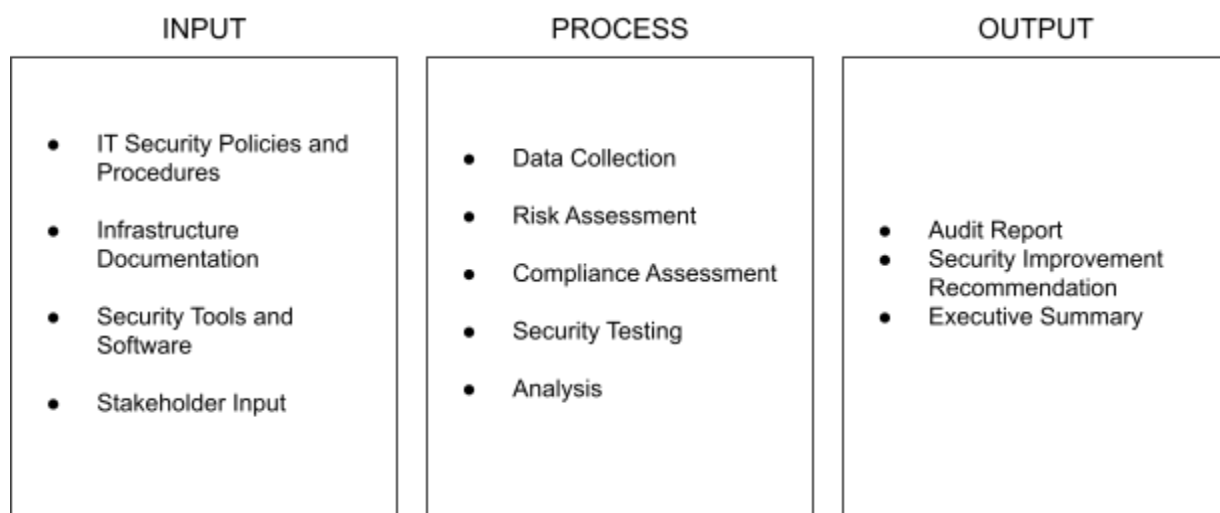 INPUT
● IT Security Policies and
Procedures
● Infrastructure
Documentation
● Security Tools and
Software
● Stakeholder Input
PROCESS
● Data Collection
● Risk Assessment
● Compliance Assessment
● Security Testing
● Analysis
OUTPUT
● Audit Report
● Security Improvement
Recommendation
● Executive Summary